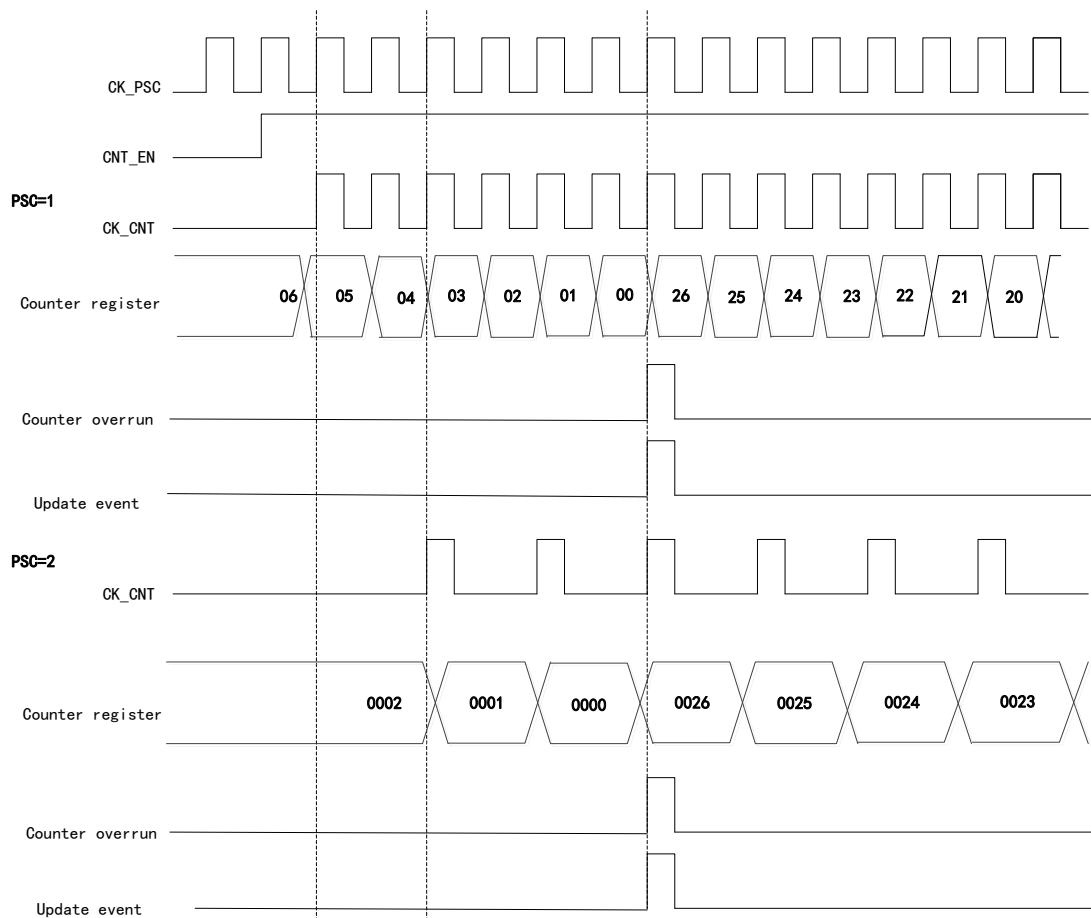 CK_PSC
CNT_EN
PSC=1
CK_CNT
Counter register 06 05 04 03 02 01 00 26 25 24 23 22 21 20
Counter overrun
Update event
PSC=2
CK_CNT
Counter register 0002 0001 0000 0026 0025 0024 0023
Counter overrun
Update event